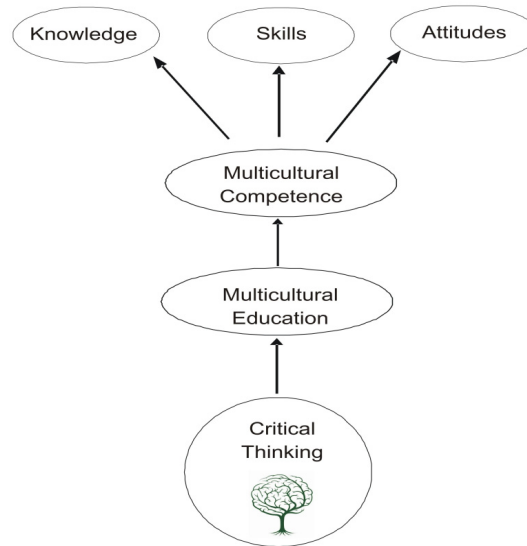 Knowledge
Skills
Attitudes
Multicultural
Competence
Multicultural
Education
Critical
Thinking